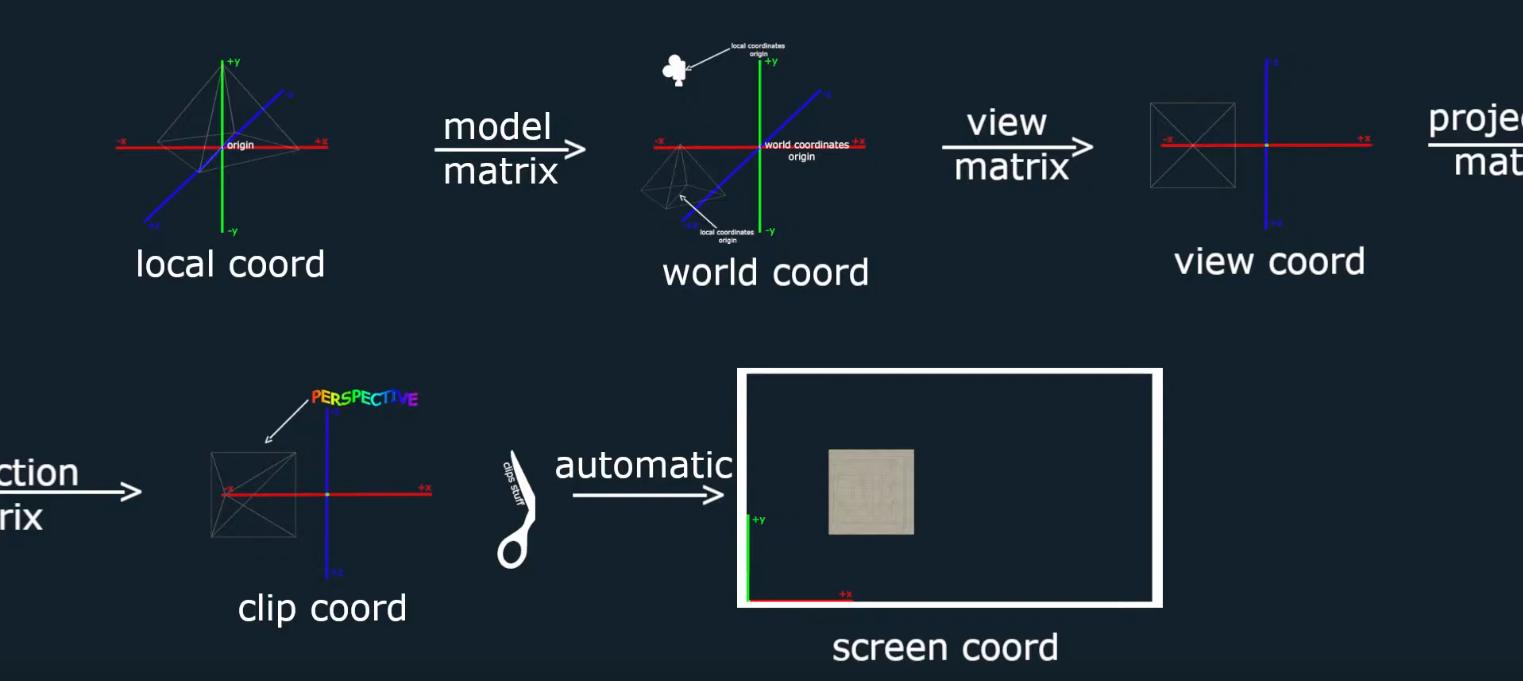 +y
-z
-x
+x
origin
+z
-y
local coord
model
matrix
local coordinates
origin
+y
-z
-x
+x
world coordinates
origin
+z
local coordinates
origin
-y
world coord
view
matrix
-z
-x
+x
+z
view coord
projec
mat
ction
rix
PERSPECTIVE
-z
-x
+x
+z
clip coord
clips stuff
automatic
+y
+x
screen coord